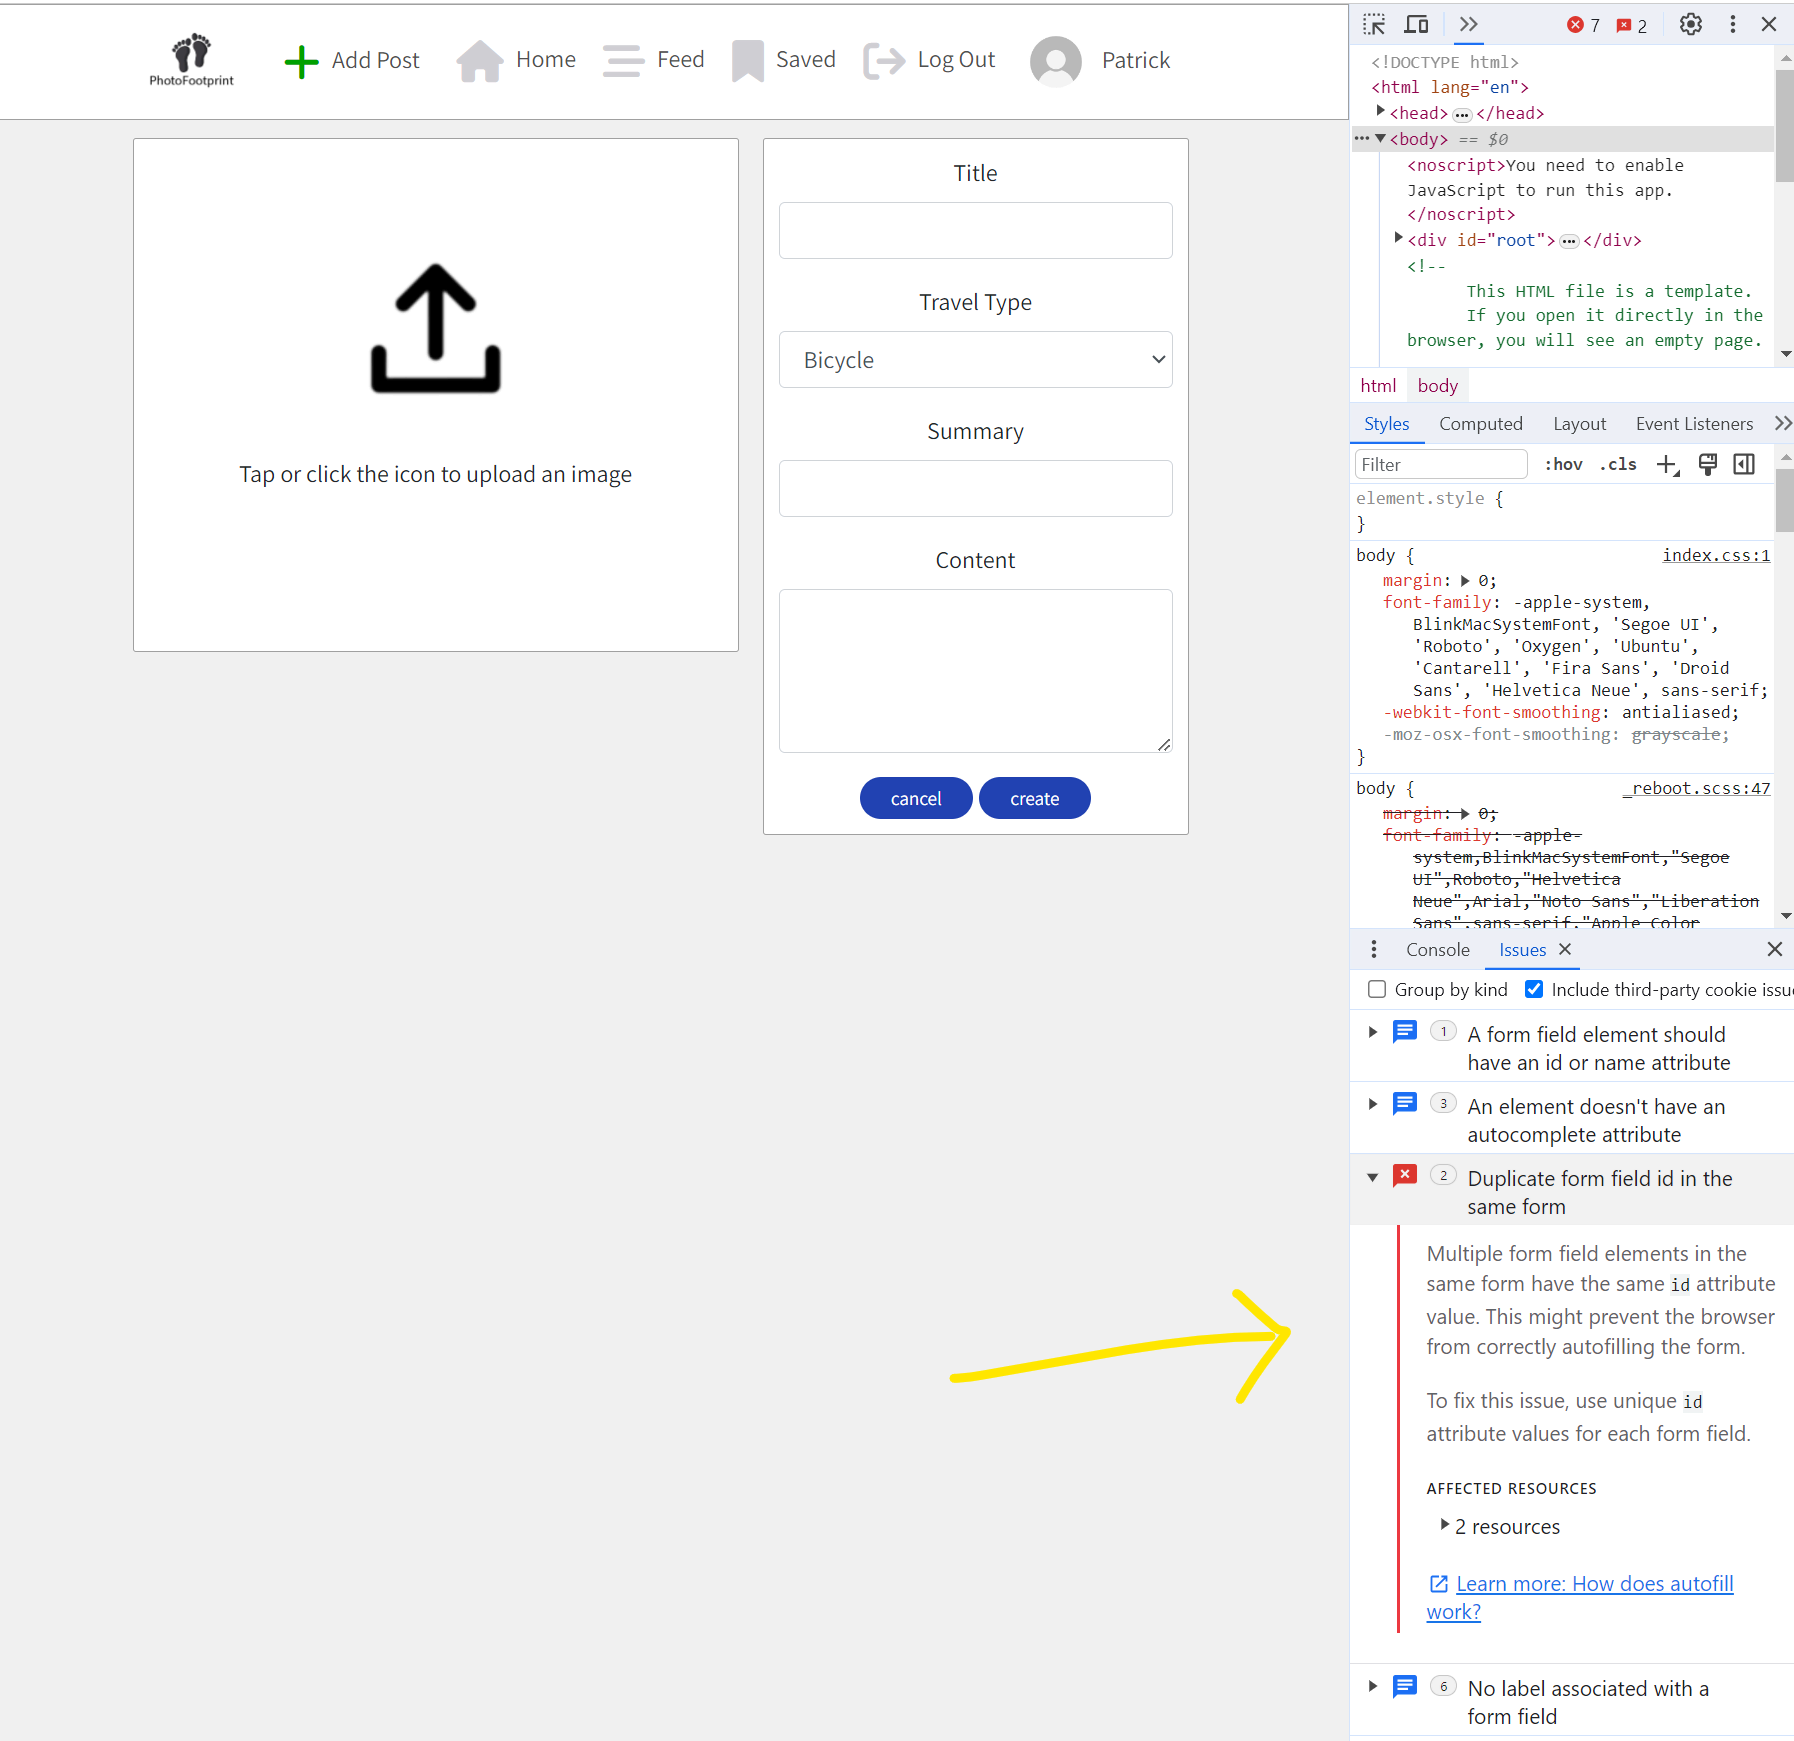 PhotoFootprint
Add Post
Home
Feed
Saved
Log Out
Patrick
Tap or click the icon to upload an image
Title
Travel Type
Bicycle
Summary
Content
cancel create
7 2
<!DOCTYPE html>
<html lang="en">
<head>…</head>
… <body> == $0
<noscript>You need to enable
JavaScript to run this app.
</noscript>
<div id="root">…</div>
<!--
This HTML file is a template.
If you open it directly in the
browser, you will see an empty page.
html body
Styles Computed Layout Event Listeners
Filter :hov .cls
element.style {
}
body { index.css:1
margin: 0;
font-family: -apple-system,
BlinkMacSystemFont, 'Segoe UI',
'Roboto', 'Oxygen', 'Ubuntu',
'Cantarell', 'Fira Sans', 'Droid
Sans', 'Helvetica Neue', sans-serif;
-webkit-font-smoothing: antialiased;
-moz-osx-font-smoothing: grayscale;
}
body { _reboot.scss:47
margin: 0;
font-family: -apple-
system,BlinkMacSystemFont,"Segoe
UI",Roboto,"Helvetica
Neue",Arial,"Noto Sans","Liberation
Sans",sans-serif,"Apple Color
Console Issues
Group by kind Include third-party cookie issu
1 A form field element should
have an id or name attribute
3 An element doesn't have an
autocomplete attribute
2 Duplicate form field id in the
same form
Multiple form field elements in the
same form have the same id attribute
value. This might prevent the browser
from correctly autofilling the form.
To fix this issue, use unique id
attribute values for each form field.
AFFECTED RESOURCES
2 resources
Learn more: How does autofill
work?
6 No label associated with a
form field